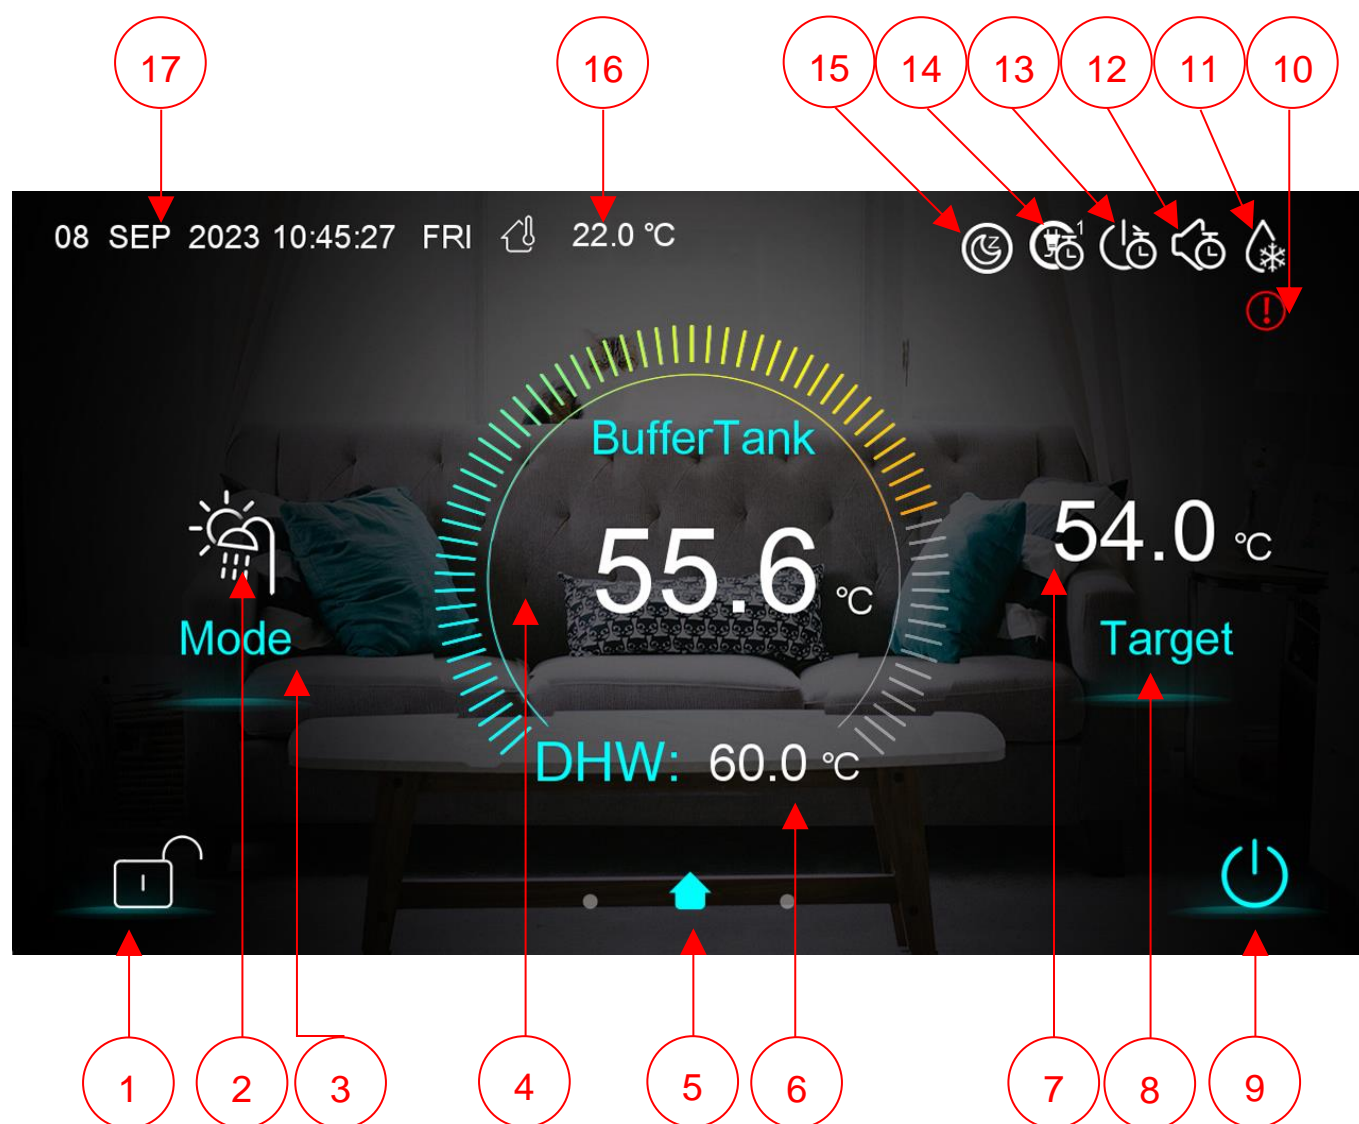 17 16 15 14 13 12 11 10
08 SEP 2023 10:45:27 FRI 22.0 °C
Z 1
!
BufferTank
55.6 °C
54.0 °C
Mode
Target
DHW: 60.0 °C
1 2 3 4 5 6 7 8 9